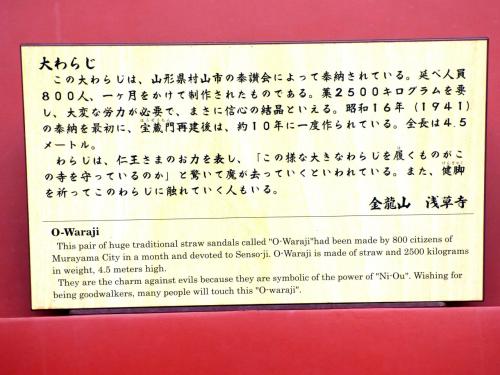 大わらじ
この大わらじは、山形県村山市の奉讃会によって奉納されている。延べ人員
800人、一ヶ月をかけて制作されたものである。藁2500キログラムを要
し、大変な労力が必要で、まさに信心の結晶といえる。昭和16年(1941)
の奉納を最初に、宝蔵門再建後は、約10年に一度作られている。全長は4.5
メートル。
わらじは、仁王さまのお力を表し、「この様な大きなわらじを履くものがこ
の寺を守っているのか」と驚いて魔が去っていくといわれている。また、健脚
を祈ってこのわらじに触れていく人もいる。
金龍山 浅草寺
O-Waraji
This pair of huge traditional straw sandals called "O-Waraji"had been made by 800 citizens of
Murayama City in a month and devoted to Senso-ji. O-Waraji is made of straw and 2500 kilograms
in weight, 4.5 meters high.
They are the charm against evils because they are symbolic of the power of "Ni-Ou". Wishing for
being goodwalkers, many people will touch this "O-waraji".